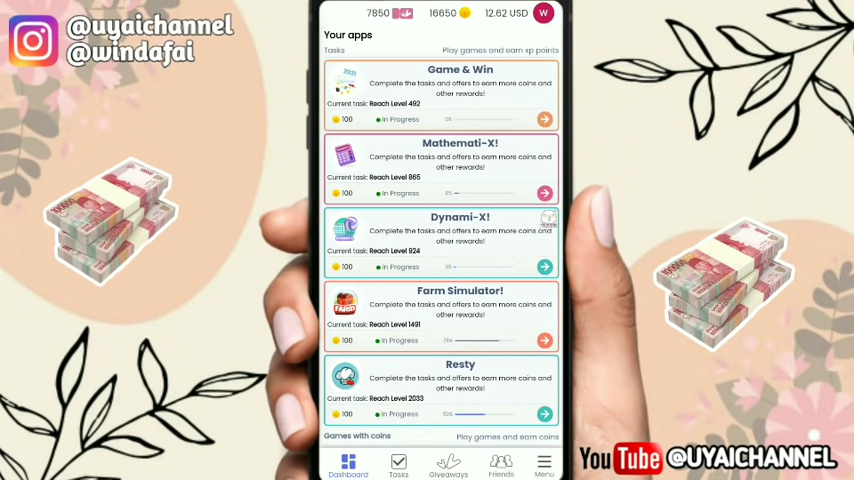 @uyaichannel
@windafai
7850 16650 12.62 USD W
Your apps
Tasks Play games and earn xp points
Game & Win
Complete the tasks and offers to earn more coins and
other rewards!
Current task: Reach Level 492
100 In Progress 0%
Mathemati-X!
Complete the tasks and offers to earn more coins and
other rewards!
Current task: Reach Level 865
100 In Progress
Dynami-X!
Complete the tasks and offers to earn more coins and
other rewards!
Current task: Reach Level 924
100 In Progress
Farm Simulator!
FARM
Complete the tasks and offers to earn more coins and
other rewards!
Current task: Reach Level 1491
100 In Progress
Resty
Complete the tasks and offers to earn more coins and
other rewards!
Current task: Reach Level 2033
100 In Progress
Games with coins Play games and earn coins
Dashboard Tasks Giveaways Friends Menu
YouTube @UYAICHANNEL
100000
100000